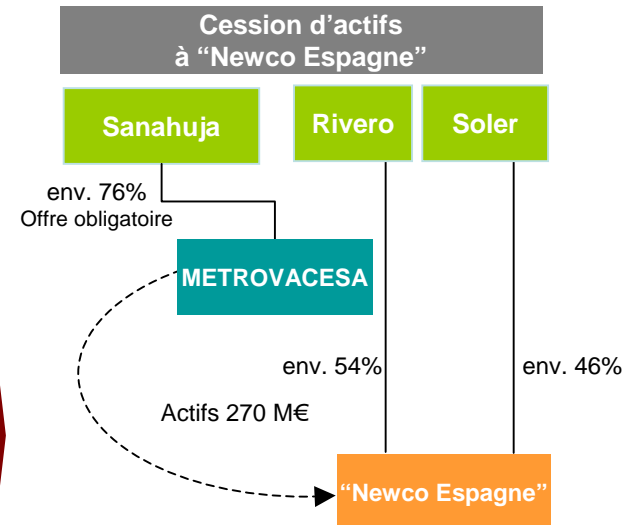 Cession d’actifs
à “Newco Espagne”
Sanahuja
Rivero
Soler
env. 76%
Offre obligatoire
METROVACESA
env. 54%
env. 46%
Actifs 270 M€
“Newco Espagne”